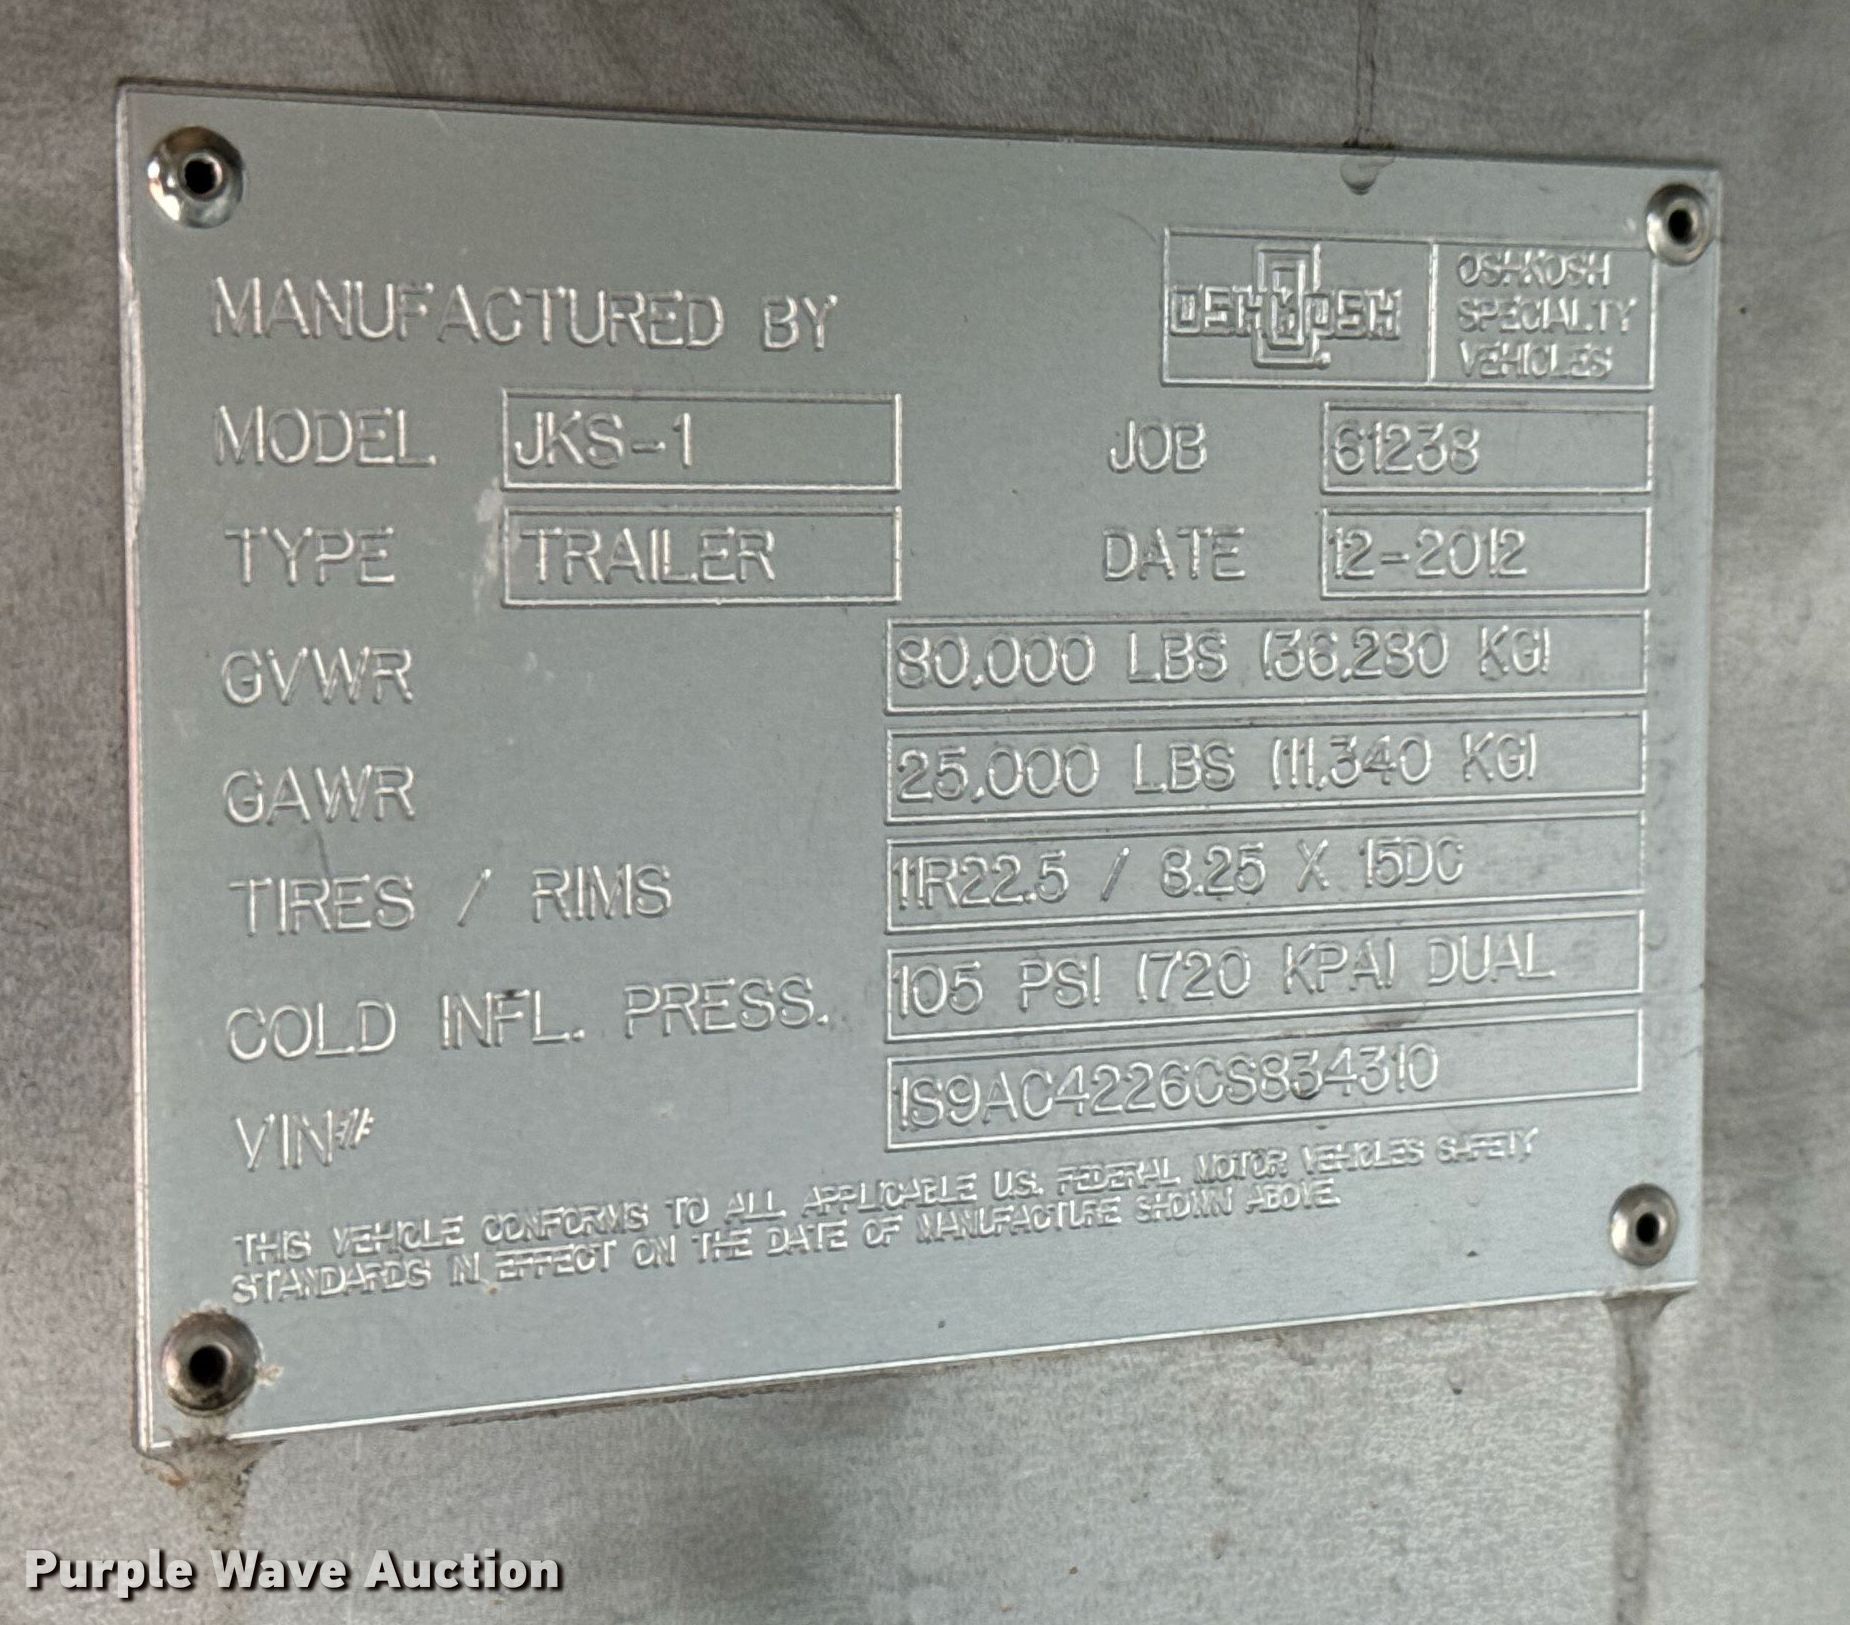 MANUFACTURED BY
OSHKOSH
OSHKOSH
SPECIALTY
VEHICLES
MODEL JKS-1 JOB 61238
TYPE TRAILER DATE 12-2012
GVWR 80,000 LBS (36,280 KG)
GAWR 25,000 LBS (11,340 KG)
TIRES / RIMS 11R22.5 / 8.25 X 15DC
COLD INFL. PRESS. 105 PSI (720 KPA) DUAL
VIN# 1S9AC4226CS834310
THIS VEHICLE CONFORMS TO ALL APPLICABLE U.S. FEDERAL MOTOR VEHICLES SAFETY
STANDARDS IN EFFECT ON THE DATE OF MANUFACTURE SHOWN ABOVE.
Purple Wave Auction